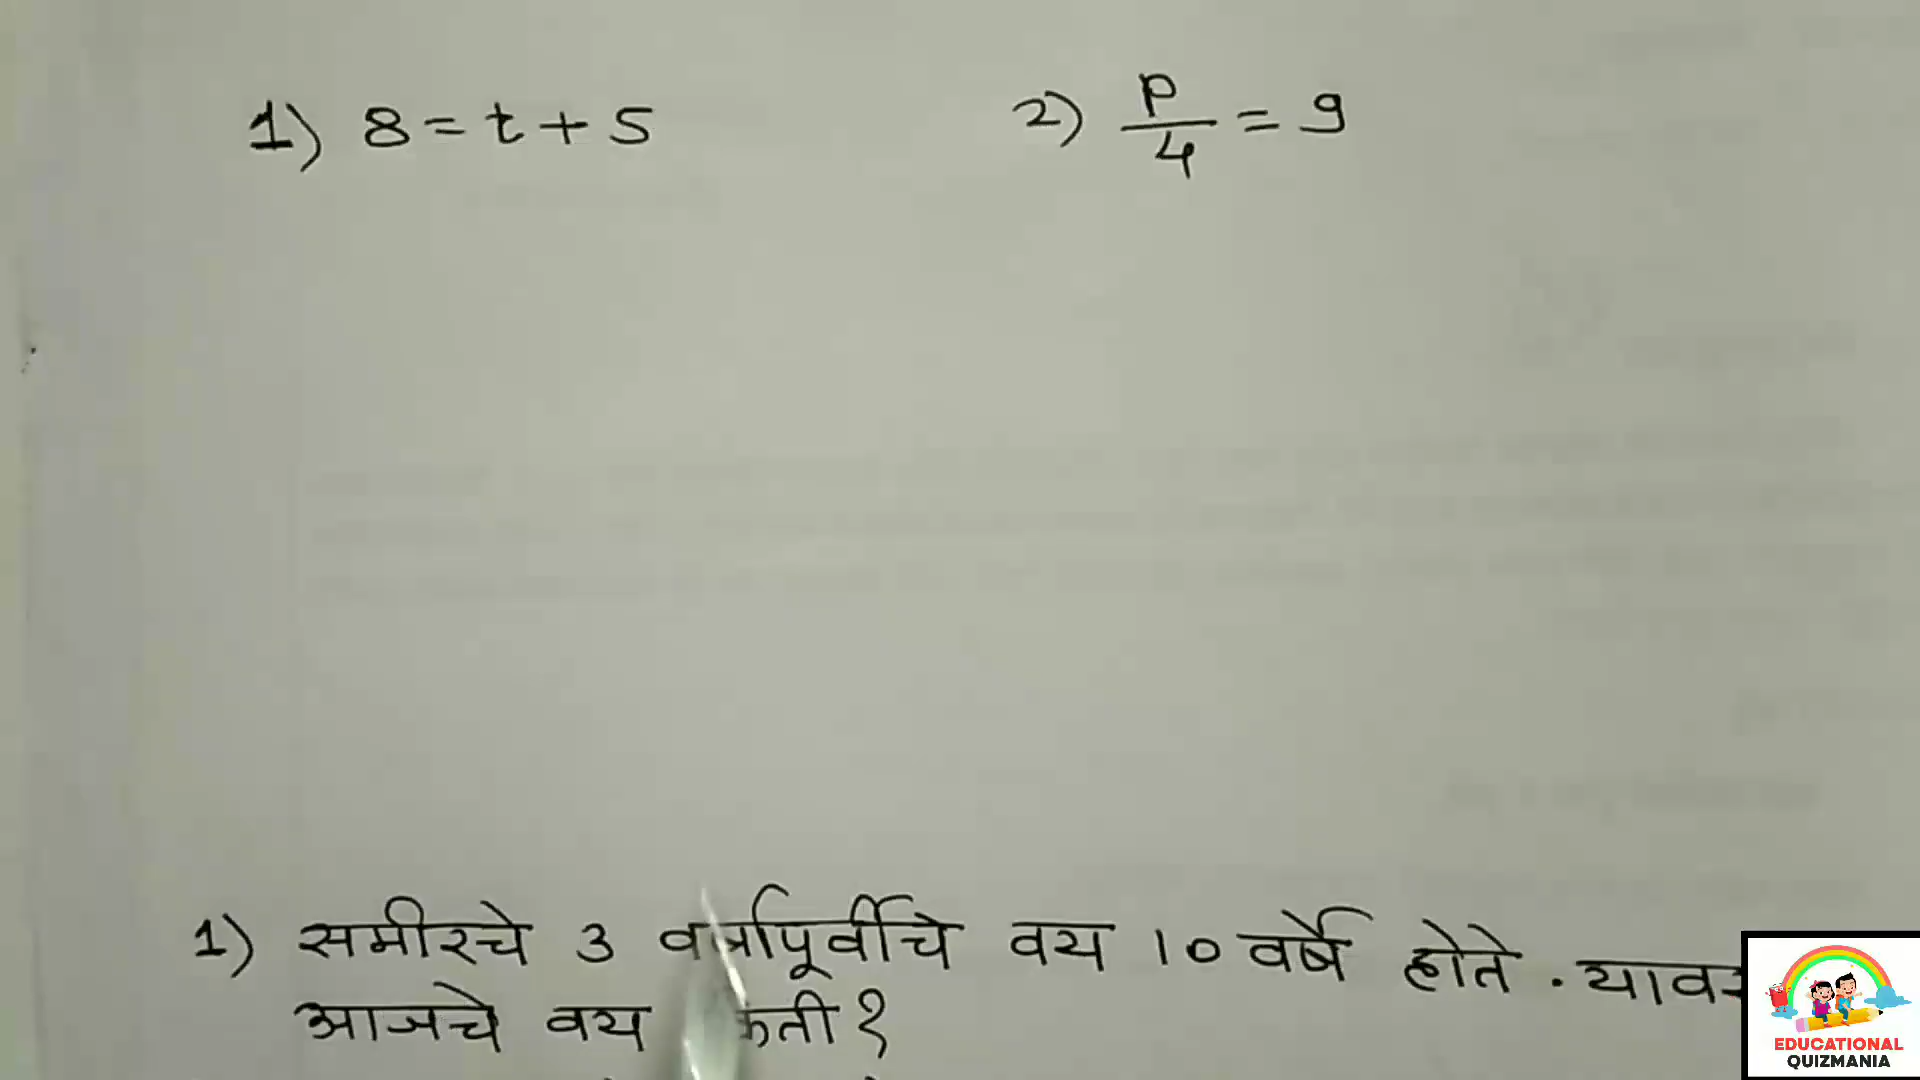 1) 8 = t + 5
2) p/4 = 9
1) समीरचे 3 वर्षापूर्वीचे वय 10 वर्षे होते.
आजचे वय
EDUCATIONAL
QUIZMANIA